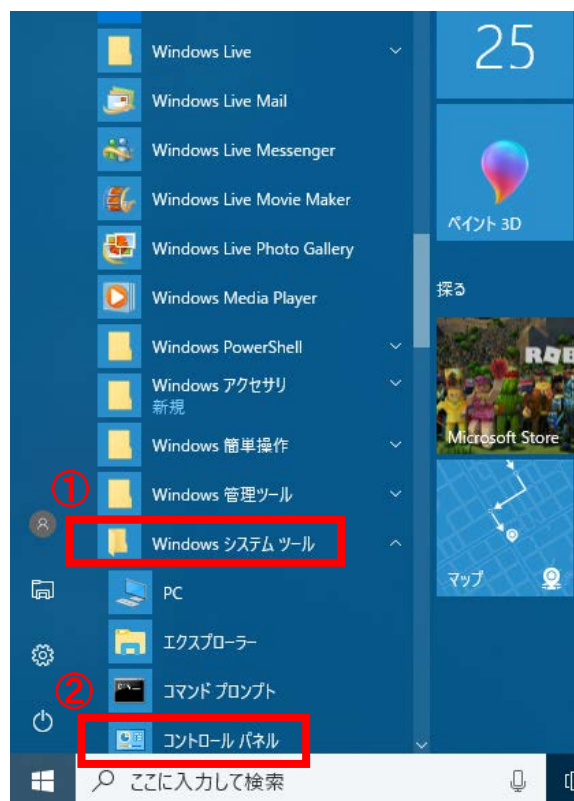 Windows Live
Windows Live Mail
Windows Live Messenger
Windows Live Movie Maker
Windows Live Photo Gallery
Windows Media Player
Windows PowerShell
Windows アクセサリ
新規
Windows 簡単操作
①
Windows 管理ツール
Windows システム ツール
PC
エクスプローラー
②
コマンド プロンプト
コントロール パネル
25
ペイント 3D
探る
ROB
Microsoft Store
マップ
ここに入力して検索